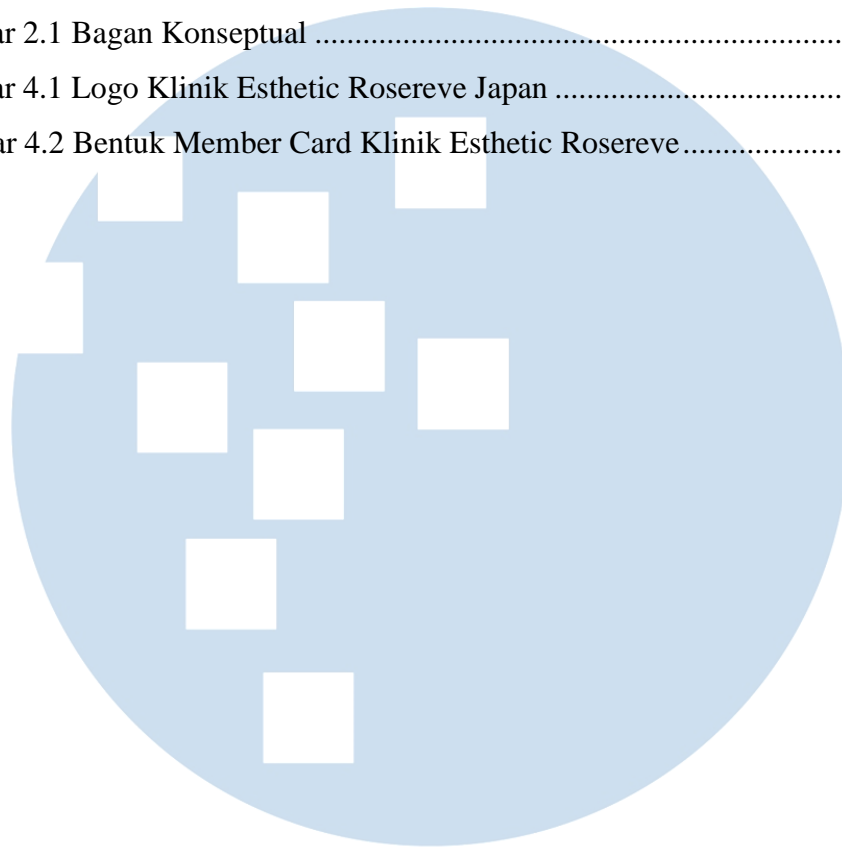 ar 2.1 Bagan Konseptual ..................................................................
ar 4.1 Logo Klinik Esthetic Rosereve Japan ....................................
ar 4.2 Bentuk Member Card Klinik Esthetic Rosereve....................